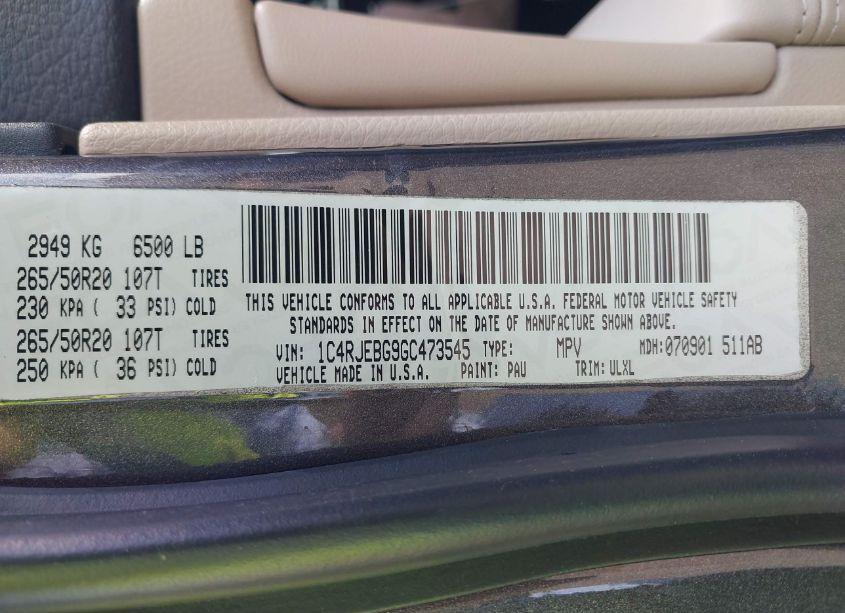 2949 KG 6500 LB
265/50R20 107T TIRES
230 KPA ( 33 PSI) COLD
265/50R20 107T TIRES
250 KPA ( 36 PSI) COLD
THIS VEHICLE CONFORMS TO ALL APPLICABLE U.S.A. FEDERAL MOTOR VEHICLE SAFETY
STANDARDS IN EFFECT ON THE DATE OF MANUFACTURE SHOWN ABOVE.
VIN: 1C4RJEBG9GC473545 TYPE: MPV MDH:070901 511AB
VEHICLE MADE IN U.S.A. PAINT: PAU TRIM: ULXL